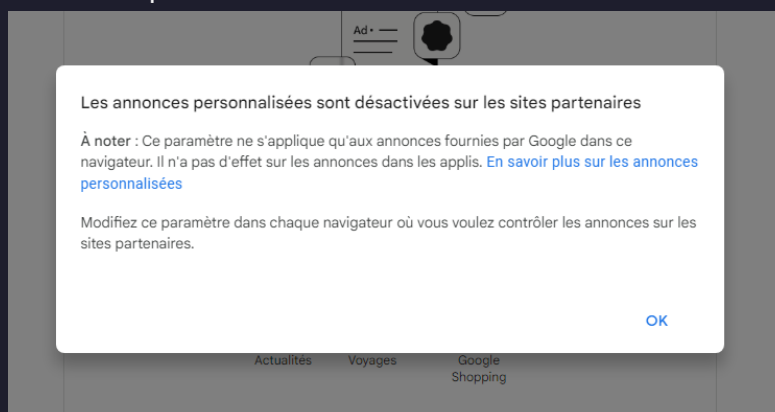 Ad •
Les annonces personnalisées sont désactivées sur les sites partenaires
À noter : Ce paramètre ne s'applique qu'aux annonces fournies par Google dans ce
navigateur. Il n'a pas d'effet sur les annonces dans les applis. En savoir plus sur les annonces
personnalisées
Modifiez ce paramètre dans chaque navigateur où vous voulez contrôler les annonces sur les
sites partenaires.
OK
Actualités Voyages Google
Shopping